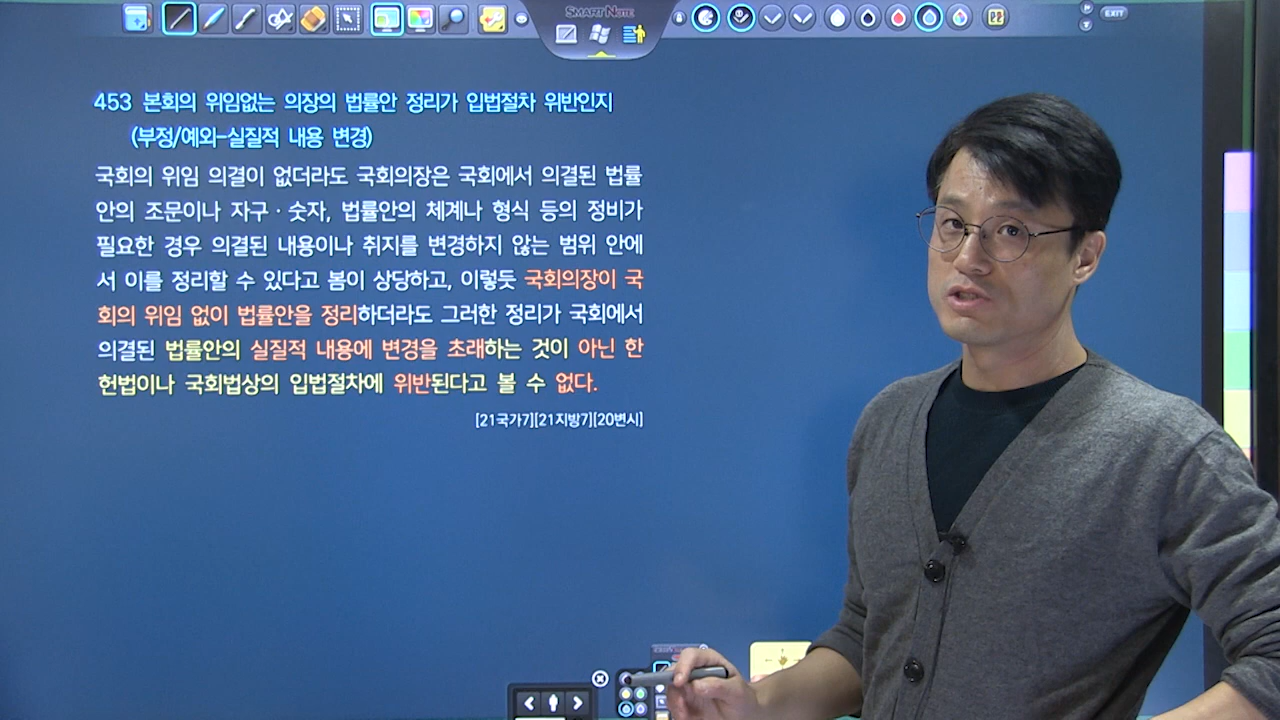 SMART NOTE
EXIT
453 본회의 위임없는 의장의 법률안 정리가 입법절차 위반인지
(부정/예외-실질적 내용 변경)
국회의 위임 의결이 없더라도 국회의장은 국회에서 의결된 법률
안의 조문이나 자구·숫자, 법률안의 체계나 형식 등의 정비가
필요한 경우 의결된 내용이나 취지를 변경하지 않는 범위 안에
서 이를 정리할 수 있다고 봄이 상당하고, 이렇듯 국회의장이 국
회의 위임 없이 법률안을 정리하더라도 그러한 정리가 국회에서
의결된 법률안의 실질적 내용에 변경을 초래하는 것이 아닌 한
헌법이나 국회법상의 입법절차에 위반된다고 볼 수 없다.
[21국가7][21지방7][20변시]